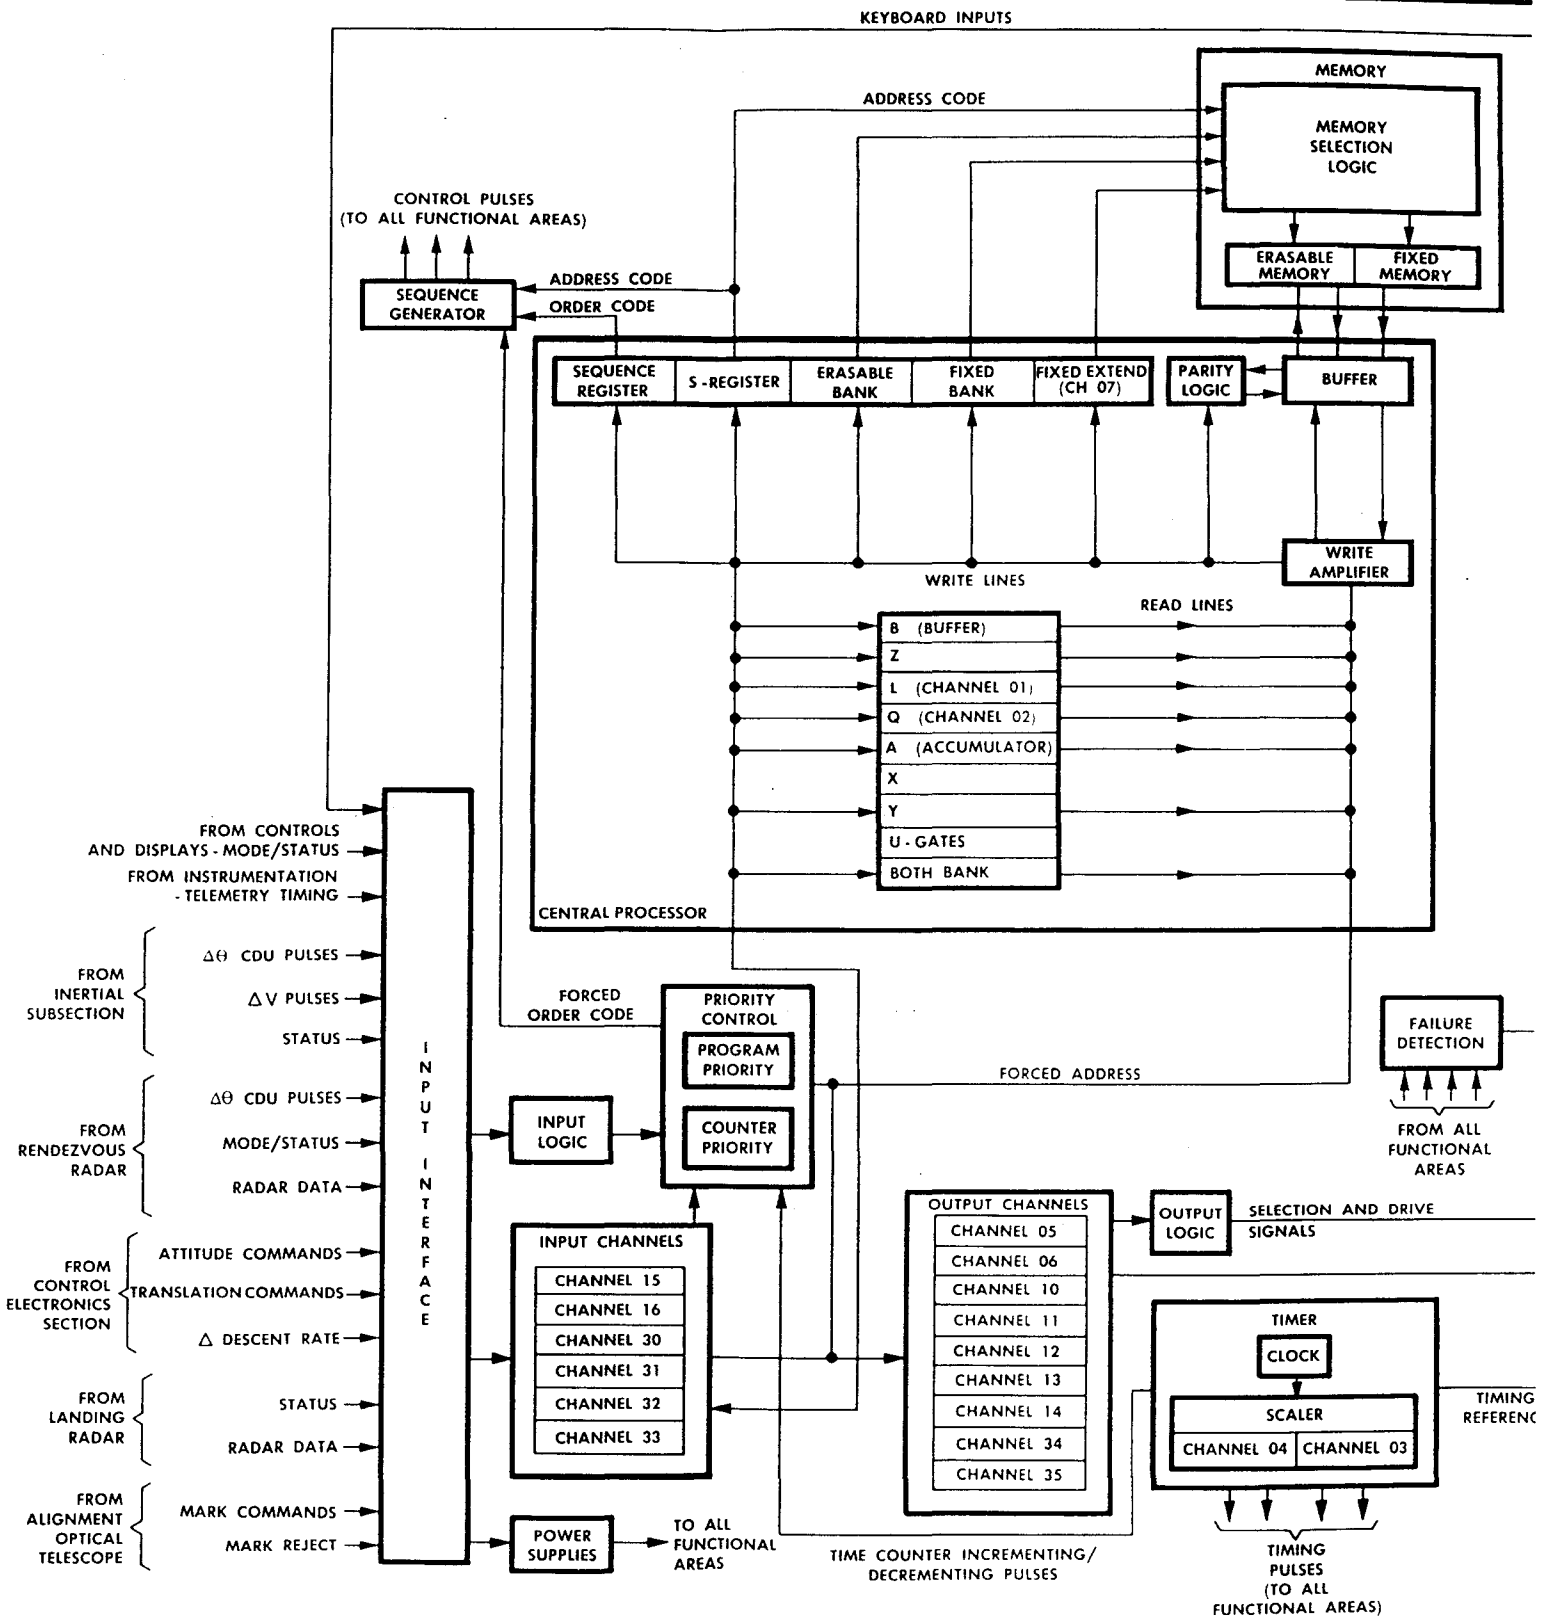 KEYBOARD INPUTS
MEMORY
ADDRESS CODE
MEMORY
SELECTION
LOGIC
CONTROL PULSES
(TO ALL FUNCTIONAL AREAS)
ERASABLE
MEMORY
FIXED
MEMORY
ADDRESS CODE
SEQUENCE
GENERATOR
ORDER CODE
SEQUENCE
REGISTER
S-REGISTER
ERASABLE
BANK
FIXED
BANK
FIXED EXTEND
(CH 07)
PARITY
LOGIC
BUFFER
WRITE
AMPLIFIER
WRITE LINES
READ LINES
B (BUFFER)
Z
L (CHANNEL 01)
Q (CHANNEL 02)
A (ACCUMULATOR)
X
Y
U-GATES
BOTH BANK
CENTRAL PROCESSOR
FROM CONTROLS
AND DISPLAYS-MODE/STATUS
FROM INSTRUMENTATION
-TELEMETRY TIMING
FROM
INERTIAL
SUBSECTION
Δθ CDU PULSES
ΔV PULSES
STATUS
FROM
RENDEZVOUS
RADAR
Δθ CDU PULSES
MODE/STATUS
RADAR DATA
FROM
CONTROL
ELECTRONICS
SECTION
ATTITUDE COMMANDS
TRANSLATION COMMANDS
Δ DESCENT RATE
FROM
LANDING
RADAR
STATUS
RADAR DATA
FROM
ALIGNMENT
OPTICAL
TELESCOPE
MARK COMMANDS
MARK REJECT
INPUT INTERFACE
FORCED
ORDER CODE
PRIORITY
CONTROL
PROGRAM
PRIORITY
COUNTER
PRIORITY
INPUT
LOGIC
FORCED ADDRESS
FAILURE
DETECTION
FROM ALL
FUNCTIONAL
AREAS
INPUT CHANNELS
CHANNEL 15
CHANNEL 16
CHANNEL 30
CHANNEL 31
CHANNEL 32
CHANNEL 33
OUTPUT CHANNELS
CHANNEL 05
CHANNEL 06
CHANNEL 10
CHANNEL 11
CHANNEL 12
CHANNEL 13
CHANNEL 14
CHANNEL 34
CHANNEL 35
OUTPUT
LOGIC
SELECTION AND DRIVE
SIGNALS
TIMER
CLOCK
SCALER
CHANNEL 04
CHANNEL 03
TIMING
REFERENC
POWER
SUPPLIES
TO ALL
FUNCTIONAL
AREAS
TIME COUNTER INCREMENTING/
DECREMENTING PULSES
TIMING
PULSES
(TO ALL
FUNCTIONAL AREAS)